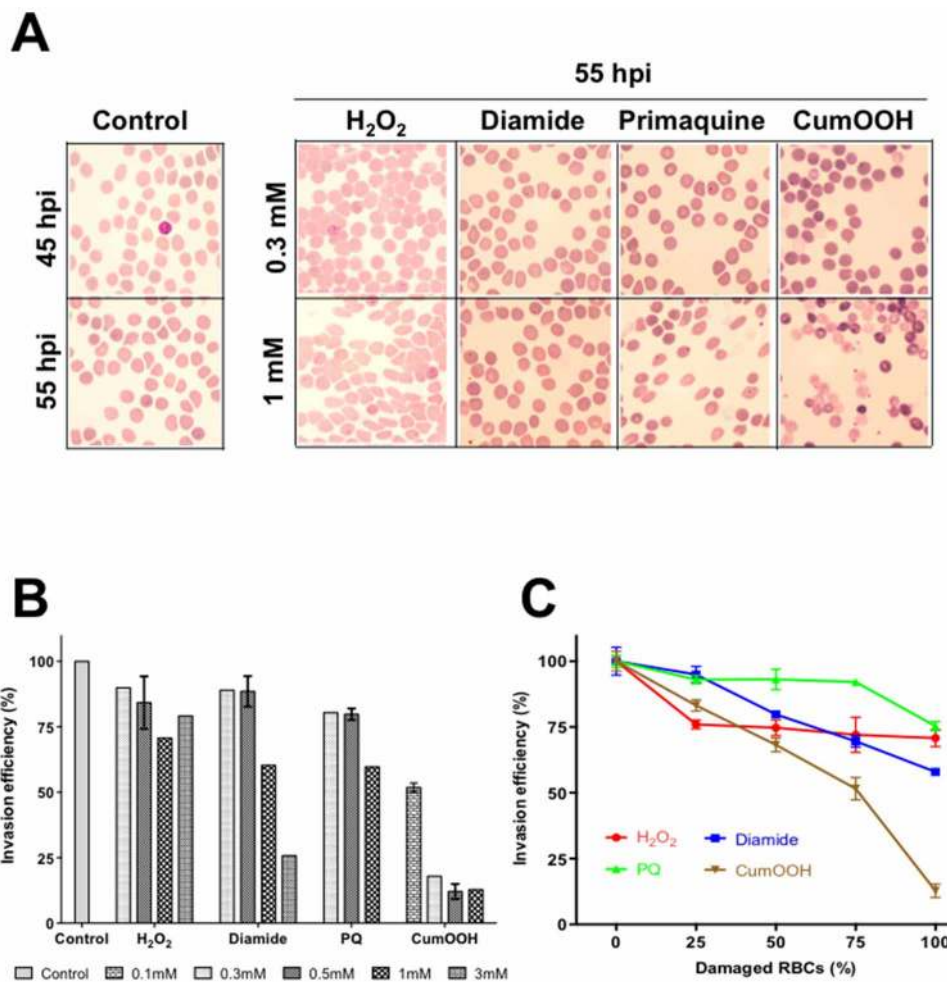 A
55 hpi
Control
H₂O₂ Diamide Primaquine CumOOH
45 hpi
55 hpi
0.3 mM
1 mM
B
Invasion efficiency (%)
100
75
50
25
0
Control H₂O₂ Diamide PQ CumOOH
Control 0.1mM 0.3mM 0.5mM 1mM 3mM
C
Invasion efficiency (%)
100
75
50
25
0
H₂O₂ Diamide
PQ CumOOH
0 25 50 75 100
Damaged RBCs (%)